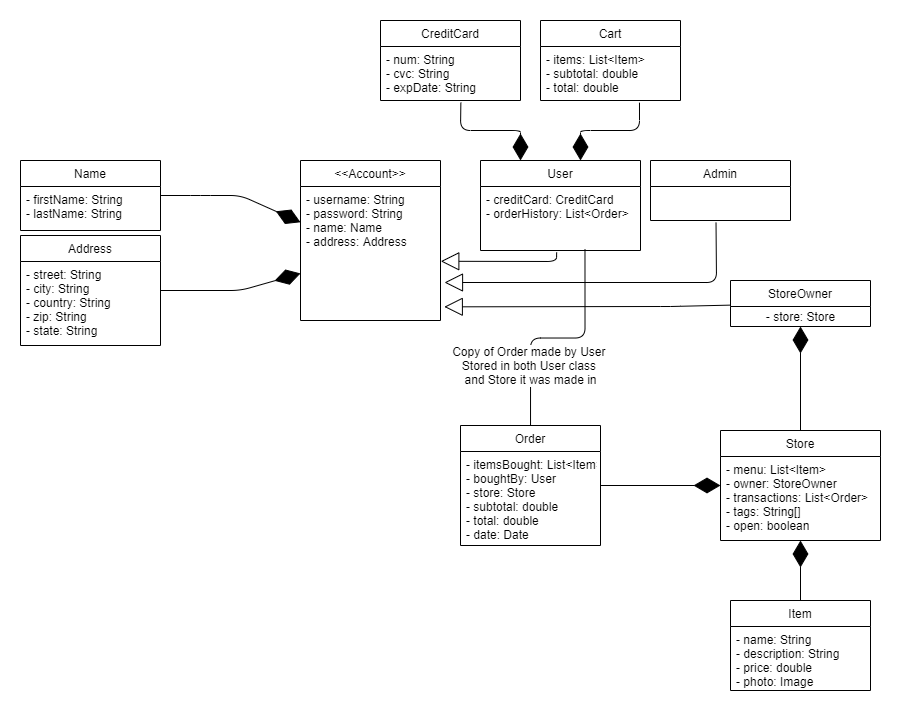 CreditCard
- num: String
- cvc: String
- expDate: String
Cart
- items: List<Item>
- subtotal: double
- total: double
Name
- firstName: String
- lastName: String
Address
- street: String
- city: String
- country: String
- zip: String
- state: String
<<Account>>
- username: String
- password: String
- name: Name
- address: Address
User
- creditCard: CreditCard
- orderHistory: List<Order>
Admin
StoreOwner
- store: Store
Copy of Order made by User
Stored in both User class
and Store it was made in
Order
- itemsBought: List<Item
- boughtBy: User
- store: Store
- subtotal: double
- total: double
- date: Date
Store
- menu: List<Item>
- owner: StoreOwner
- transactions: List<Order>
- tags: String[]
- open: boolean
Item
- name: String
- description: String
- price: double
- photo: Image